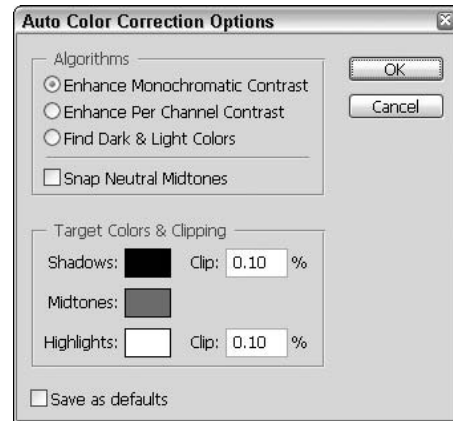 Auto Color Correction Options
Algorithms
Enhance Monochromatic Contrast
Enhance Per Channel Contrast
Find Dark & Light Colors
Snap Neutral Midtones
OK
Cancel
Target Colors & Clipping
Shadows: Clip: 0.10 %
Midtones:
Highlights: Clip: 0.10 %
Save as defaults